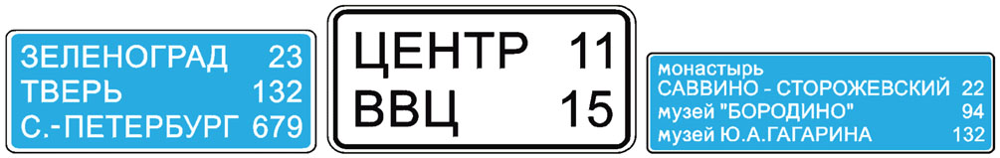 ЗЕЛЕНОГРАД 23
ТВЕРЬ 132
С.-ПЕТЕРБУРГ 679
ЦЕНТР 11
ВВЦ 15
монастырь
САВВИНО - СТОРОЖЕВСКИЙ 22
музей "БОРОДИНО" 94
музей Ю.А.ГАГАРИНА 132